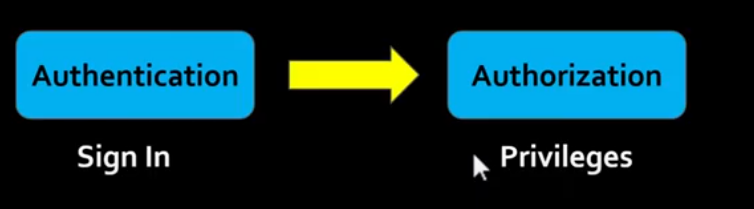 Authentication
Authorization
Sign In
Privileges